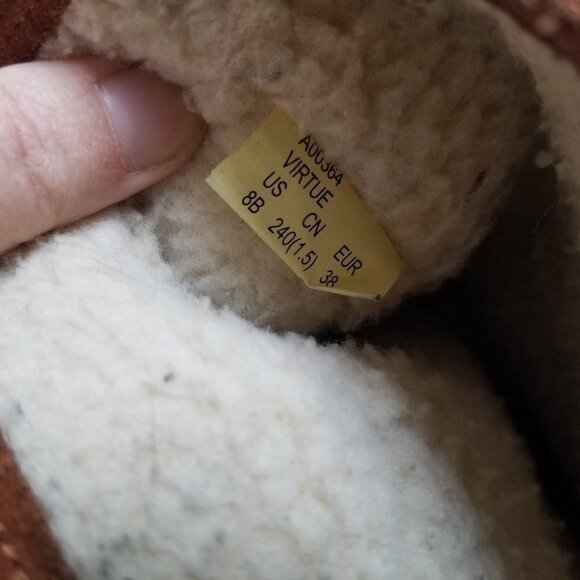 A00364
VIRTUE
US CN EUR
8B 240(1.5) 38